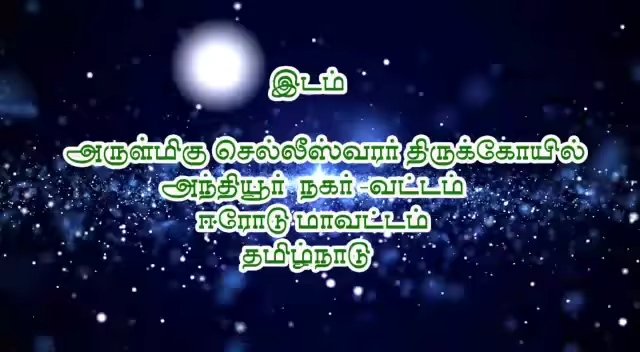 இடம்
அருள்மிகு செல்லீஸ்வரர் திருக்கோயில்
அந்தியூர் நகர் -வட்டம்
ஈரோடு மாவட்டம்
தமிழ்நாடு